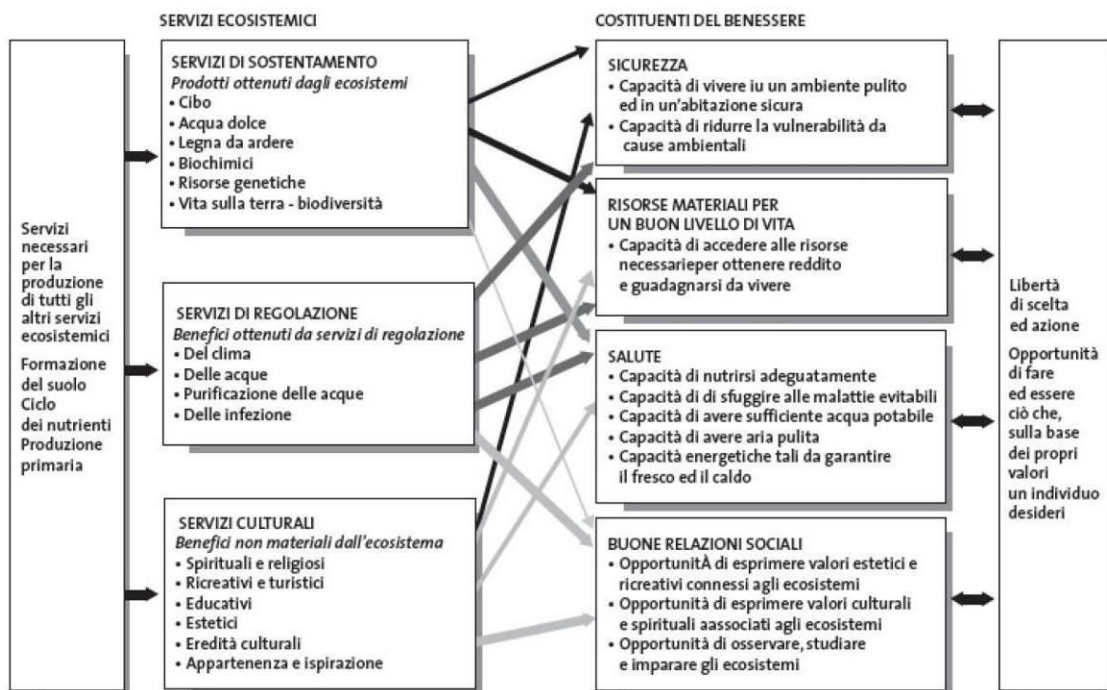 SERVIZI ECOSISTEMICI
COSTITUENTI DEL BENESSERE
Servizi
necessari
per la
produzione
di tutti gli
altri servizi
ecosistemici
Formazione
del suolo
Ciclo
dei nutrienti
Produzione
primaria
SERVIZI DI SOSTENTAMENTO
Prodotti ottenuti dagli ecosistemi
• Cibo
• Acqua dolce
• Legna da ardere
• Biochimici
• Risorse genetiche
• Vita sulla terra - biodiversità
SERVIZI DI REGOLAZIONE
Benefici ottenuti da servizi di regolazione
• Del clima
• Delle acque
• Purificazione delle acque
• Delle infezione
SERVIZI CULTURALI
Benefici non materiali dall'ecosistema
• Spirituali e religiosi
• Ricreativi e turistici
• Educativi
• Estetici
• Eredità culturali
• Appartenenza e ispirazione
SICUREZZA
• Capacità di vivere iu un ambiente pulito
ed in un'abitazione sicura
• Capacità di ridurre la vulnerabilità da
cause ambientali
RISORSE MATERIALI PER
UN BUON LIVELLO DI VITA
• Capacità di accedere alle risorse
necessarieper ottenere reddito
e guadagnarsi da vivere
SALUTE
• Capacità di nutrirsi adeguatamente
• Capacità di di sfuggire alle malattie evitabili
• Capacità di avere sufficiente acqua potabile
• Capacità di avere aria pulita
• Capacità energetiche tali da garantire
il fresco ed il caldo
BUONE RELAZIONI SOCIALI
• OpportunitÀ di esprimere valori estetici e
ricreativi connessi agli ecosistemi
• Opportunità di esprimere valori culturali
e spirituali aassociati agli ecosistemi
• Opportunità di osservare, studiare
e imparare gli ecosistemi
Libertà
di scelta
ed azione
Opportunità
di fare
ed essere
ciò che,
sulla base
dei propri
valori
un individuo
desideri